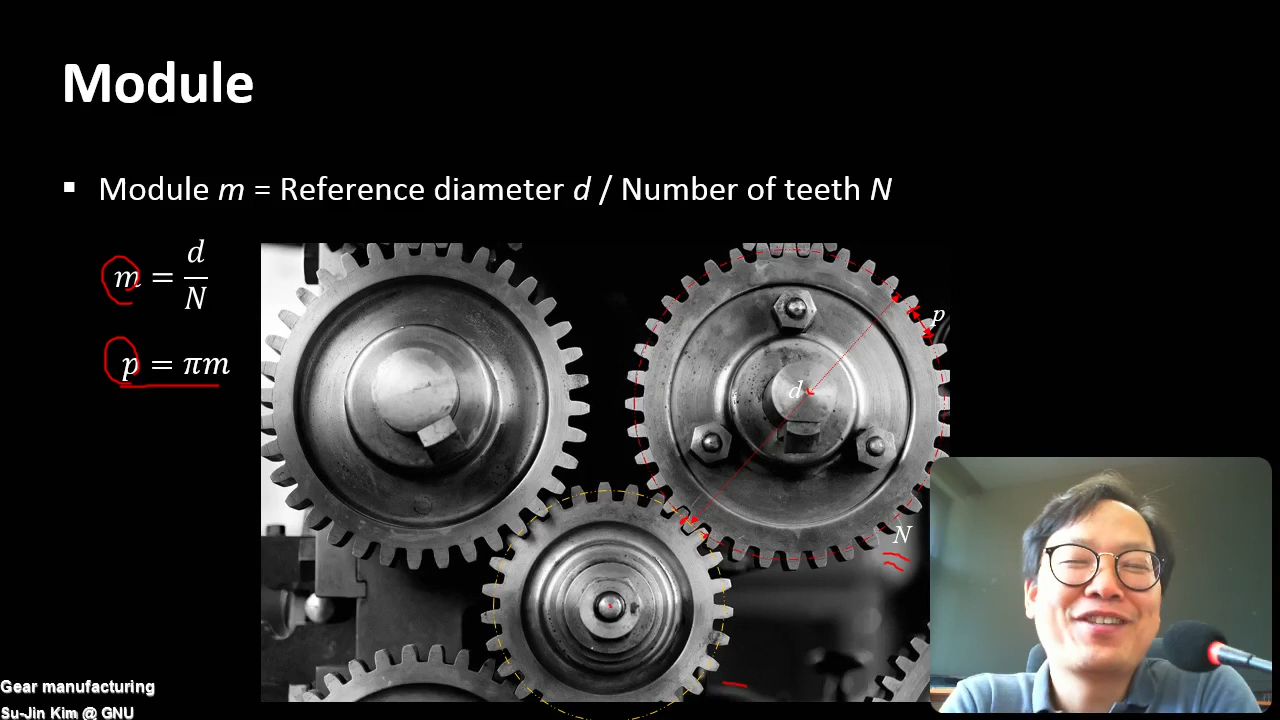 Module
▪ Module m = Reference diameter d / Number of teeth N
m = d/N
p = πm
p
d
N
Gear manufacturing
Su-Jin Kim @ GNU